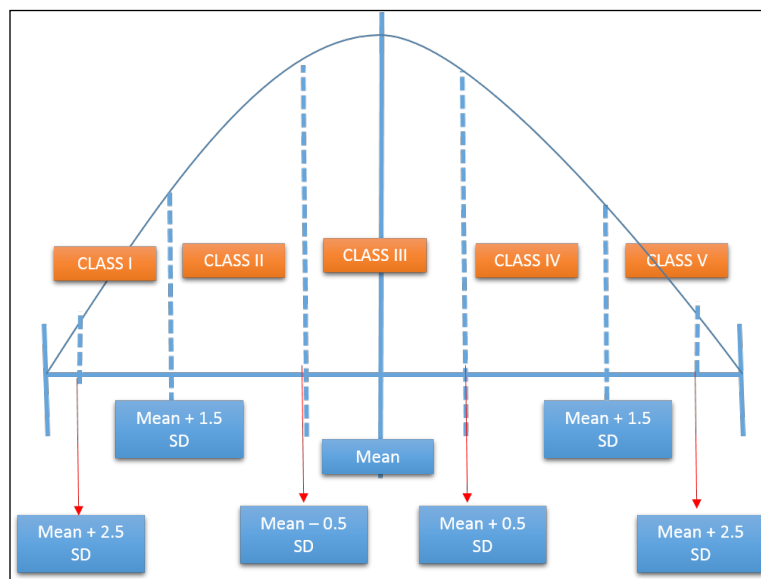 CLASS I
CLASS II
CLASS III
CLASS IV
CLASS V
Mean + 1.5
SD
Mean + 1.5
SD
Mean
Mean + 2.5
SD
Mean – 0.5
SD
Mean + 0.5
SD
Mean + 2.5
SD